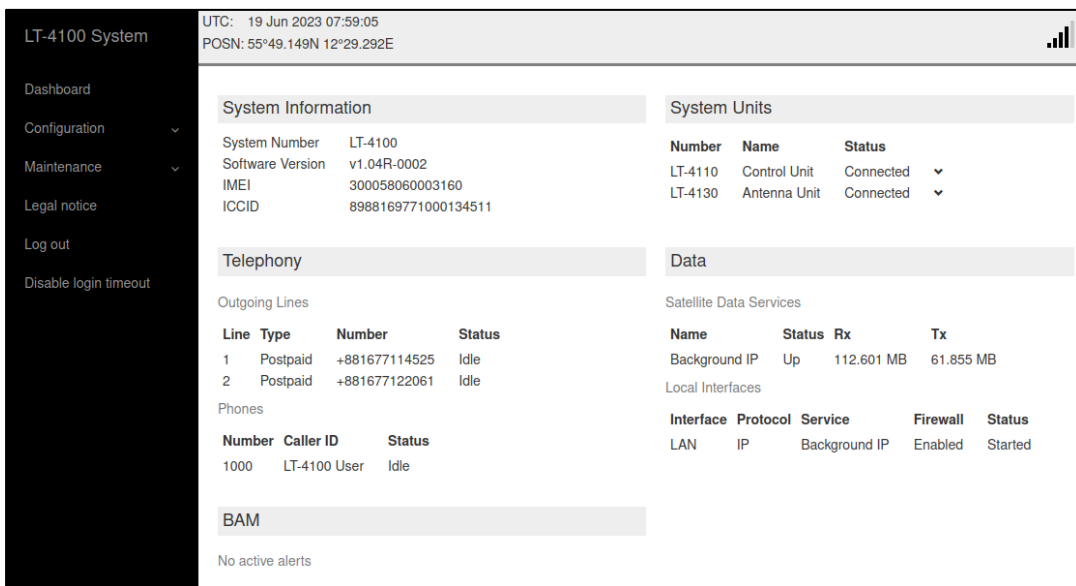 LT-4100 System
Dashboard
Configuration
Maintenance
Legal notice
Log out
Disable login timeout
UTC: 19 Jun 2023 07:59:05
POSN: 55°49.149N 12°29.292E
System Information
System Number LT-4100
Software Version v1.04R-0002
IMEI 300058060003160
ICCID 8988169771000134511
System Units
Number Name Status
LT-4110 Control Unit Connected
LT-4130 Antenna Unit Connected
Telephony
Outgoing Lines
Line Type Number Status
1 Postpaid +881677114525 Idle
2 Postpaid +881677122061 Idle
Phones
Number Caller ID Status
1000 LT-4100 User Idle
Data
Satellite Data Services
Name Status Rx Tx
Background IP Up 112.601 MB 61.855 MB
Local Interfaces
Interface Protocol Service Firewall Status
LAN IP Background IP Enabled Started
BAM
No active alerts